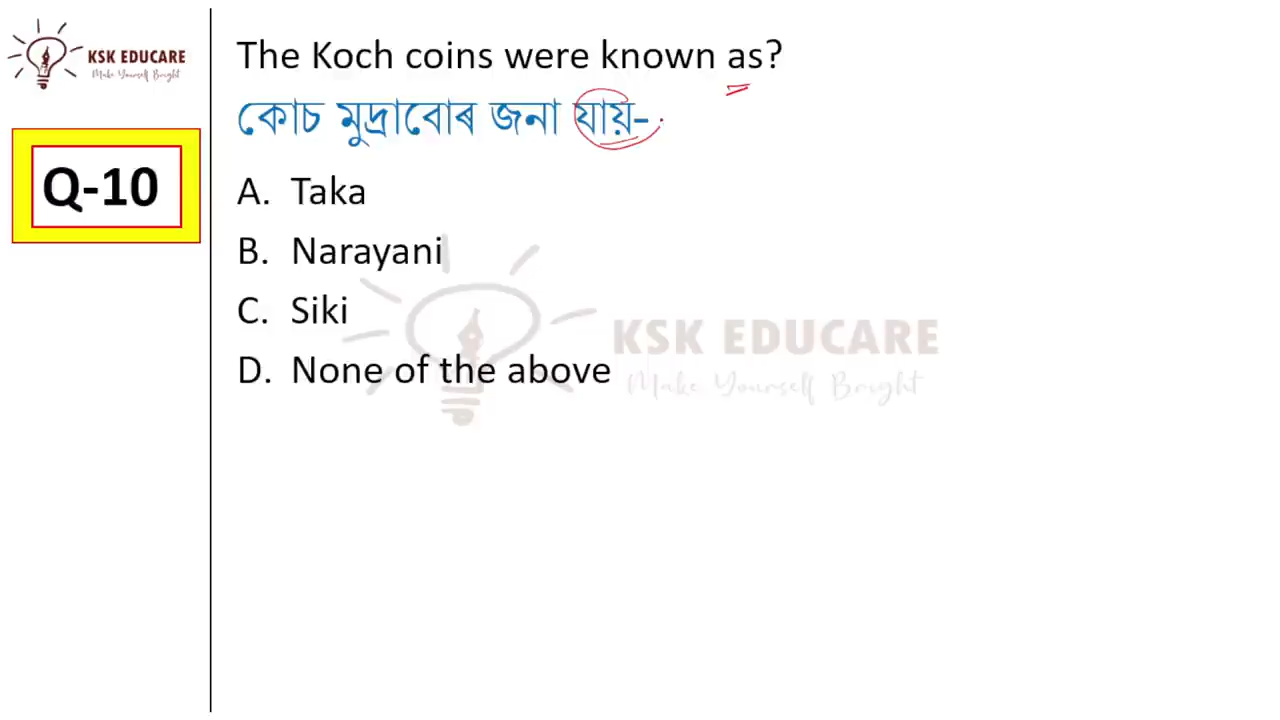 KSK EDUCARE
Make Yourself Bright
Q-10
The Koch coins were known as?
কোচ মুদ্ৰাবোৰ জনা যায়-
A. Taka
B. Narayani
C. Siki
D. None of the above
KSK EDUCARE
Make Yourself Bright